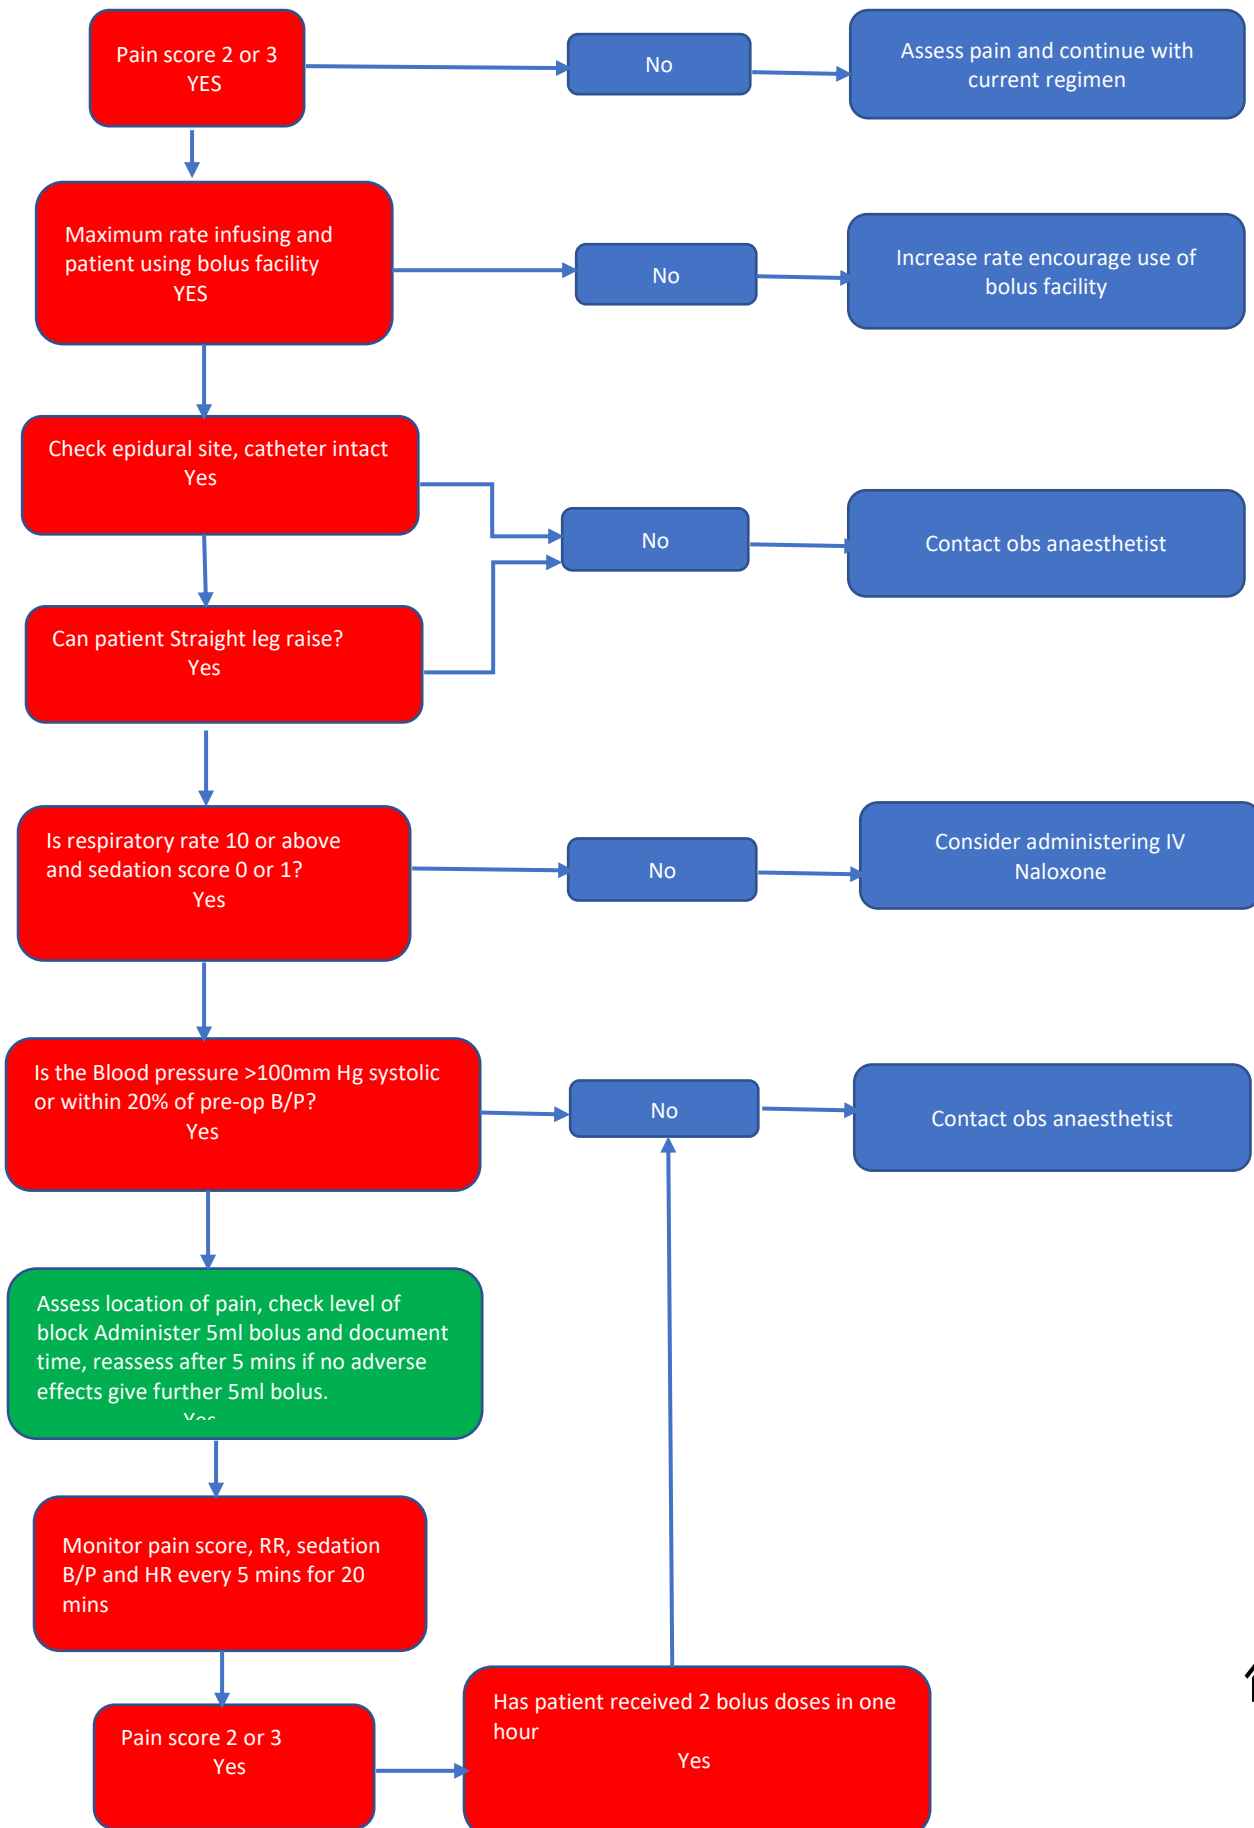 Pain score 2 or 3
YES
No
Assess pain and continue with
current regimen
Maximum rate infusing and
patient using bolus facility
YES
No
Increase rate encourage use of
bolus facility
Check epidural site, catheter intact
Yes
No
Contact obs anaesthetist
Can patient Straight leg raise?
Yes
Is respiratory rate 10 or above
and sedation score 0 or 1?
Yes
No
Consider administering IV
Naloxone
Is the Blood pressure >100mm Hg systolic
or within 20% of pre-op B/P?
Yes
No
Contact obs anaesthetist
Assess location of pain, check level of
block Administer 5ml bolus and document
time, reassess after 5 mins if no adverse
effects give further 5ml bolus.
Yes
Monitor pain score, RR, sedation
B/P and HR every 5 mins for 20
mins
Pain score 2 or 3
Yes
Has patient received 2 bolus doses in one
hour
Yes